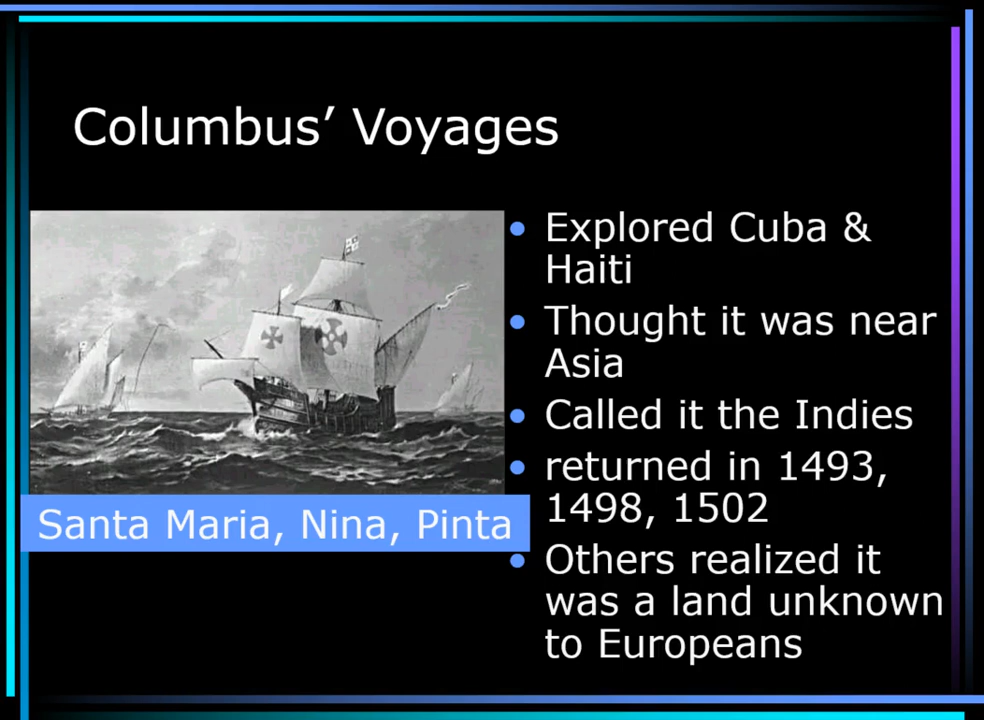 Columbus’ Voyages
Explored Cuba &
Haiti
Thought it was near
Asia
Called it the Indies
returned in 1493,
1498, 1502
Others realized it
was a land unknown
to Europeans
Santa Maria, Nina, Pinta